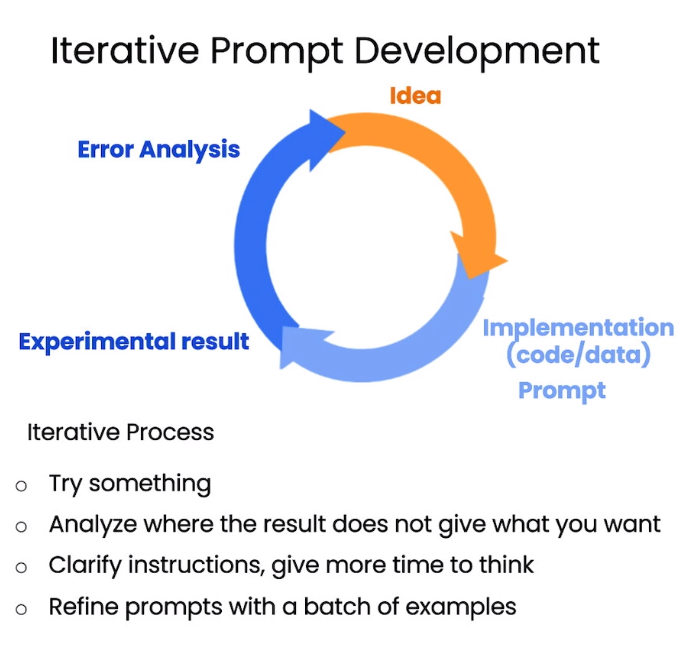 Iterative Prompt Development
Idea
Error Analysis
Experimental result
Implementation
(code/data)
Prompt
Iterative Process
Try something
Analyze where the result does not give what you want
Clarify instructions, give more time to think
Refine prompts with a batch of examples